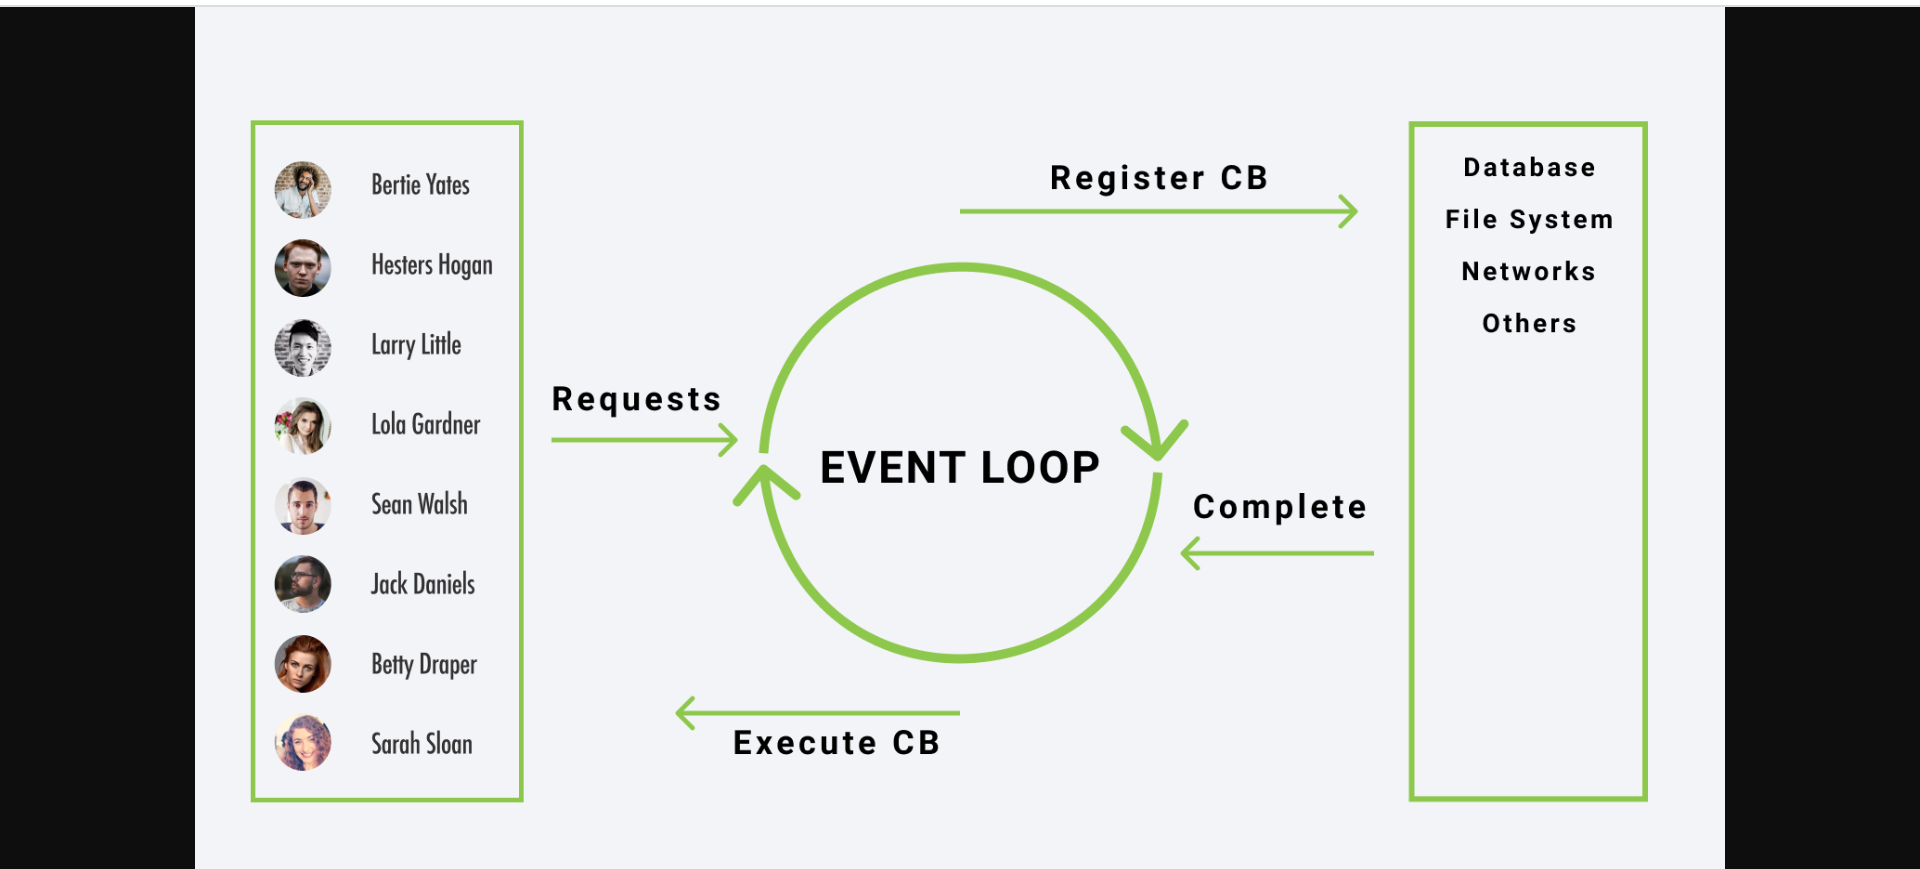 Bertie Yates
Hesters Hogan
Larry Little
Lola Gardner
Sean Walsh
Jack Daniels
Betty Draper
Sarah Sloan
Requests
Register CB
EVENT LOOP
Complete
Execute CB
Database
File System
Networks
Others